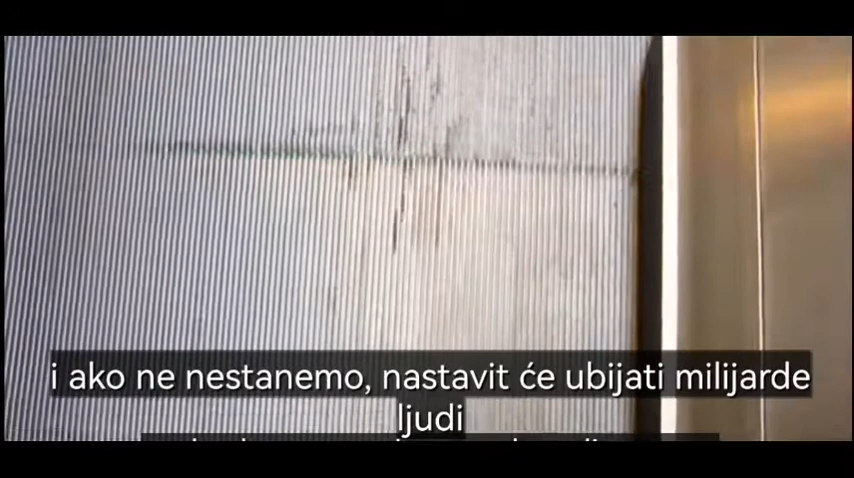 i ako ne nestanemo, nastavit će ubijati milijarde
ljudi